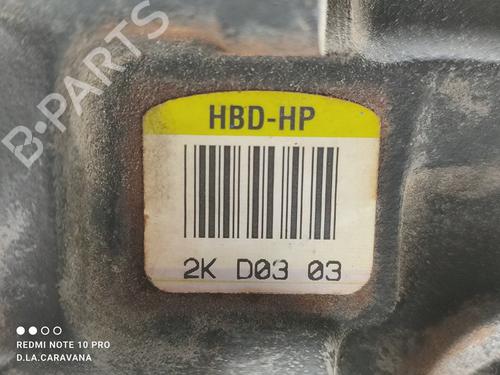 B-PARTS
HBD-HP
2K D03 03
REDMI NOTE 10 PRO
D.LA.CARAVANA